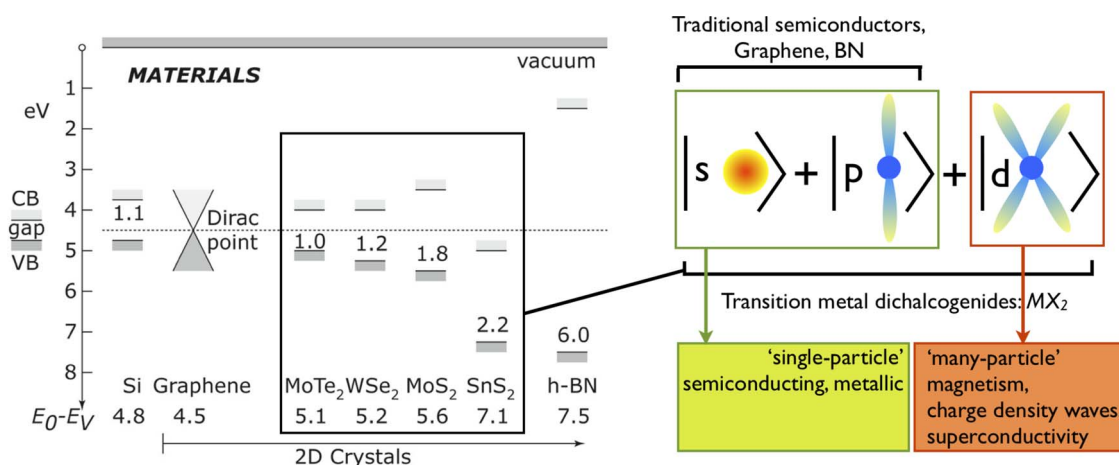 MATERIALS
vacuum
eV
1
2
3
4
5
6
7
8
CB
gap
VB
1.1
Dirac
point
1.0
1.2
1.8
2.2
6.0
Si Graphene MoTe2 WSe2 MoS2 SnS2 h-BN
E0-EV 4.8 4.5 5.1 5.2 5.6 7.1 7.5
2D Crystals
Traditional semiconductors,
Graphene, BN
|s 〉+|p 〉+|d 〉
Transition metal dichalcogenides: MX2
'single-particle'
semiconducting, metallic
'many-particle'
magnetism,
charge density waves
superconductivity